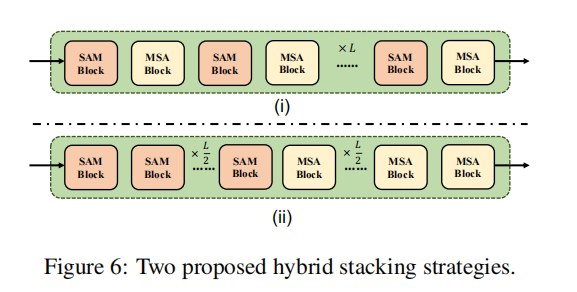 SAM Block MSA Block SAM Block MSA Block × L ...... SAM Block MSA Block
(i)
SAM Block SAM Block × L/2 ...... SAM Block MSA Block × L/2 ...... MSA Block MSA Block
(ii)
Figure 6: Two proposed hybrid stacking strategies.